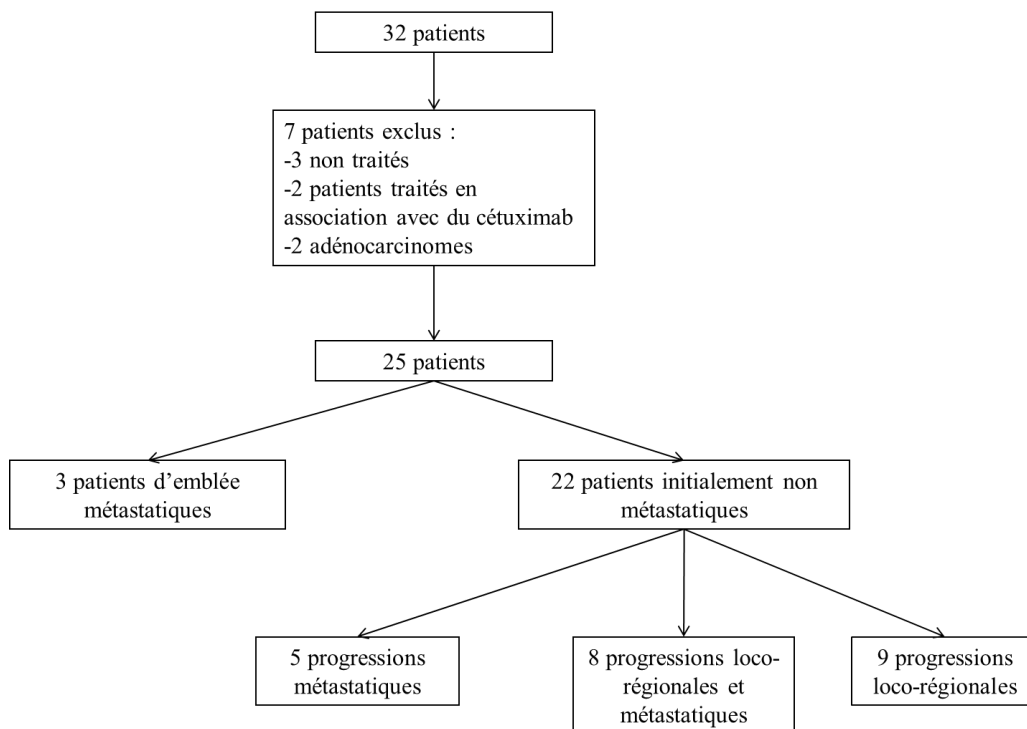 32 patients
7 patients exclus :
-3 non traités
-2 patients traités en
association avec du cétuximab
-2 adénocarcinomes
25 patients
3 patients d’emblée
métastatiques
22 patients initialement non
métastatiques
5 progressions
métastatiques
8 progressions loco-
régionales et
métastatiques
9 progressions
loco-régionales